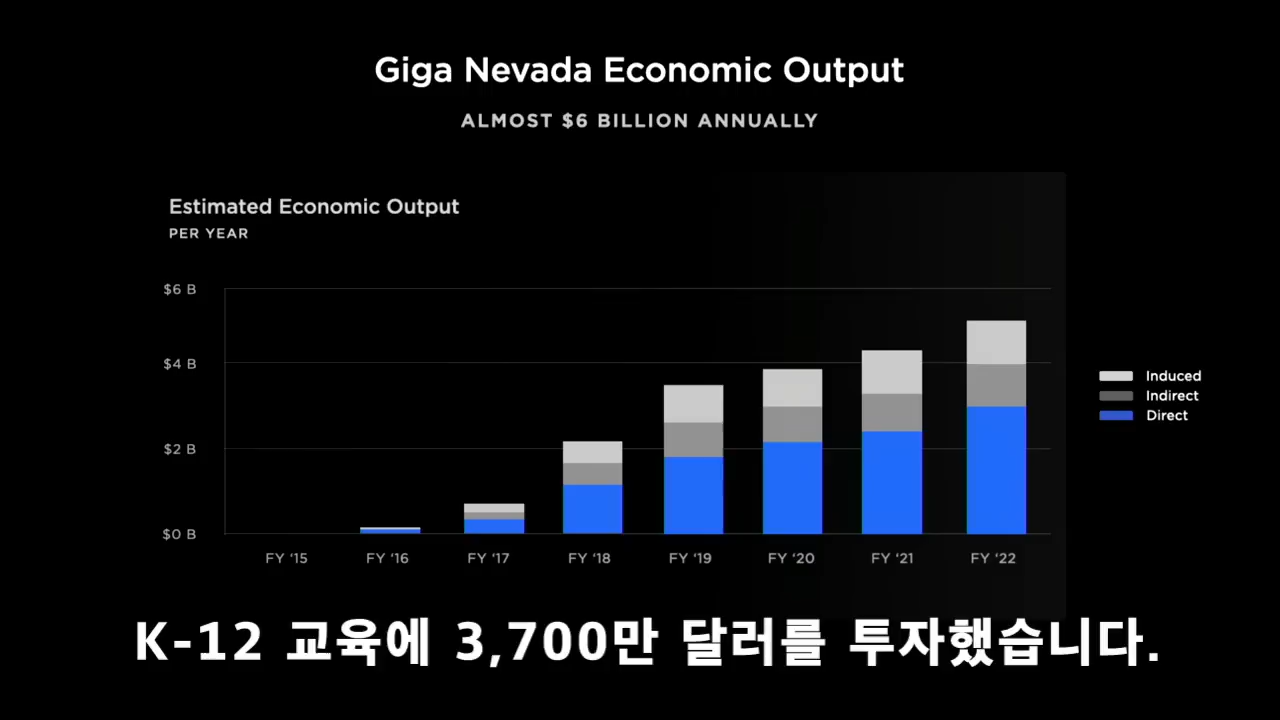 Giga Nevada Economic Output
ALMOST $6 BILLION ANNUALLY
Estimated Economic Output
PER YEAR
$6 B
$4 B
$2 B
$0 B
FY ‘15 FY ‘16 FY ‘17 FY ‘18 FY ‘19 FY ‘20 FY ‘21 FY ‘22
Induced
Indirect
Direct
K-12 교육에 3,700만 달러를 투자했습니다.